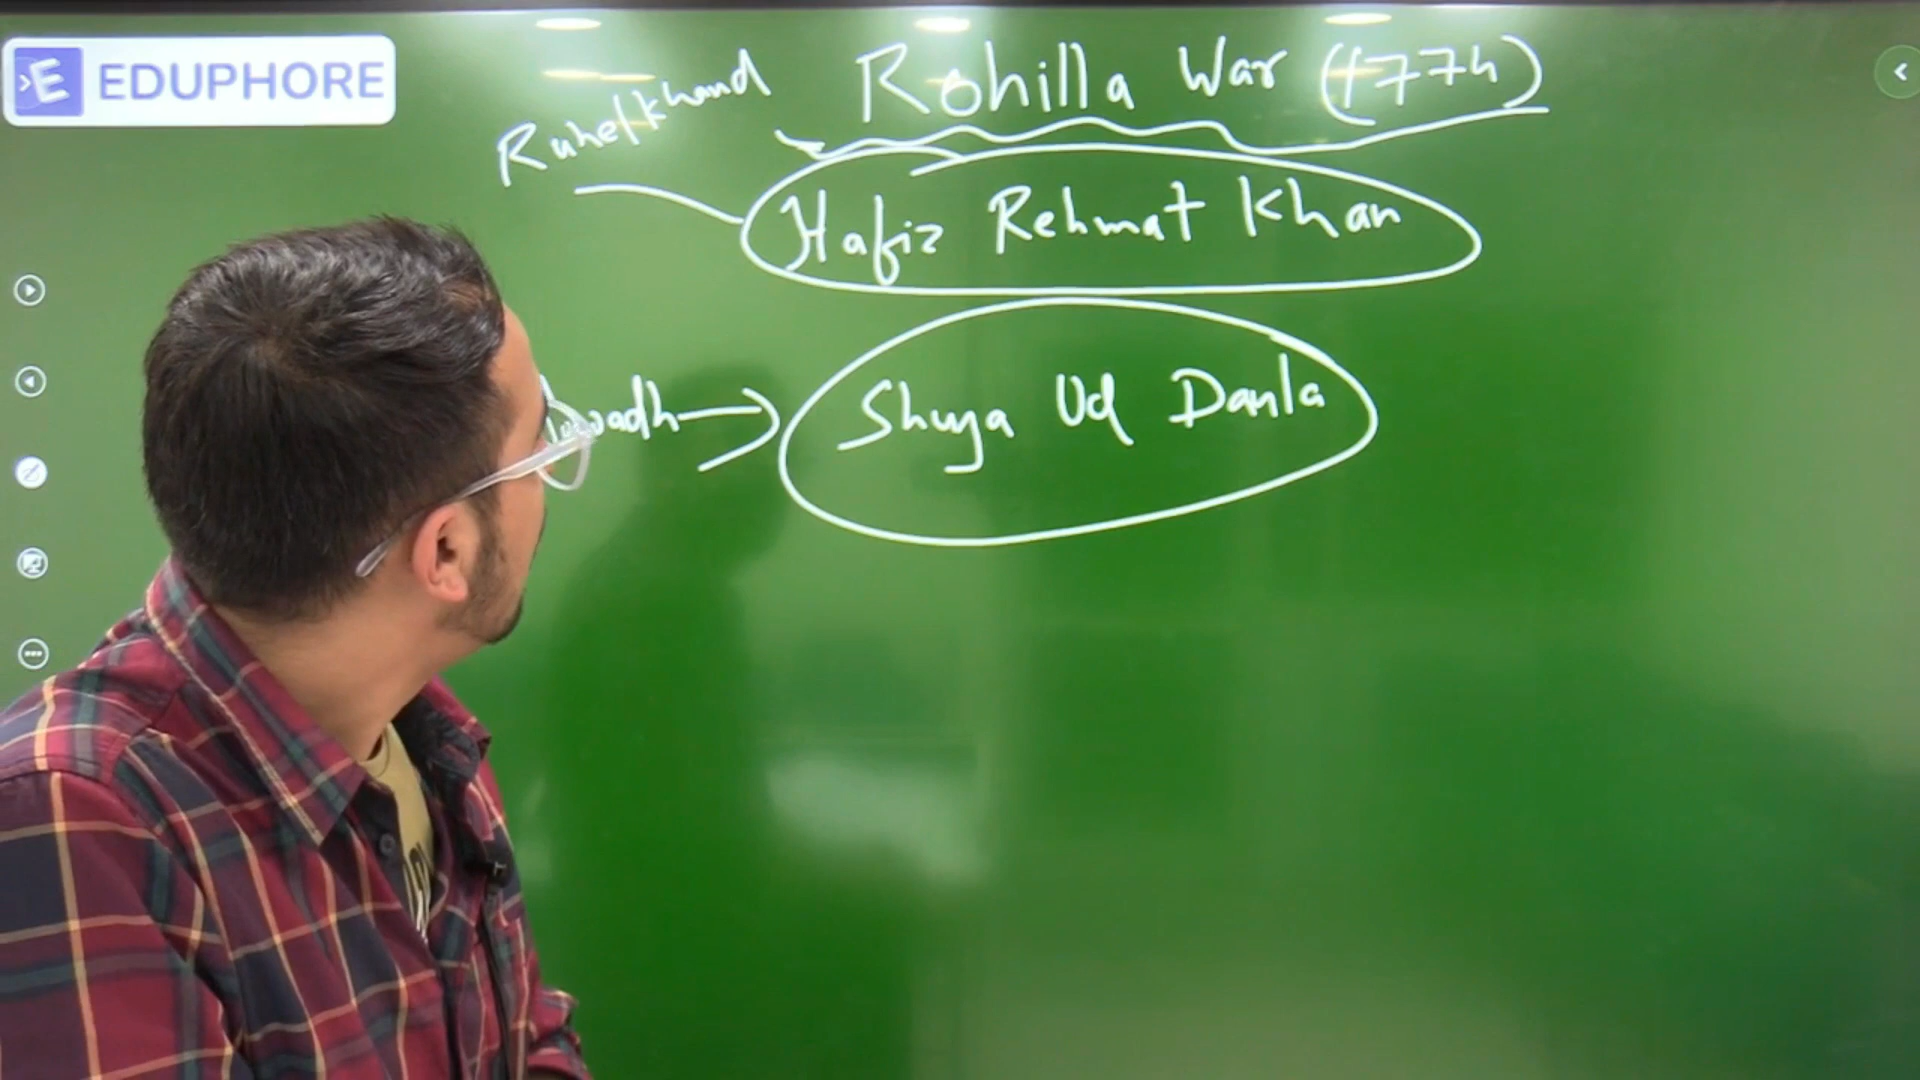 EDUPHORE
Rohilla War (1774)
Ruhelkhand
Hafiz Rehmat Khan
Shuja Ud Daula